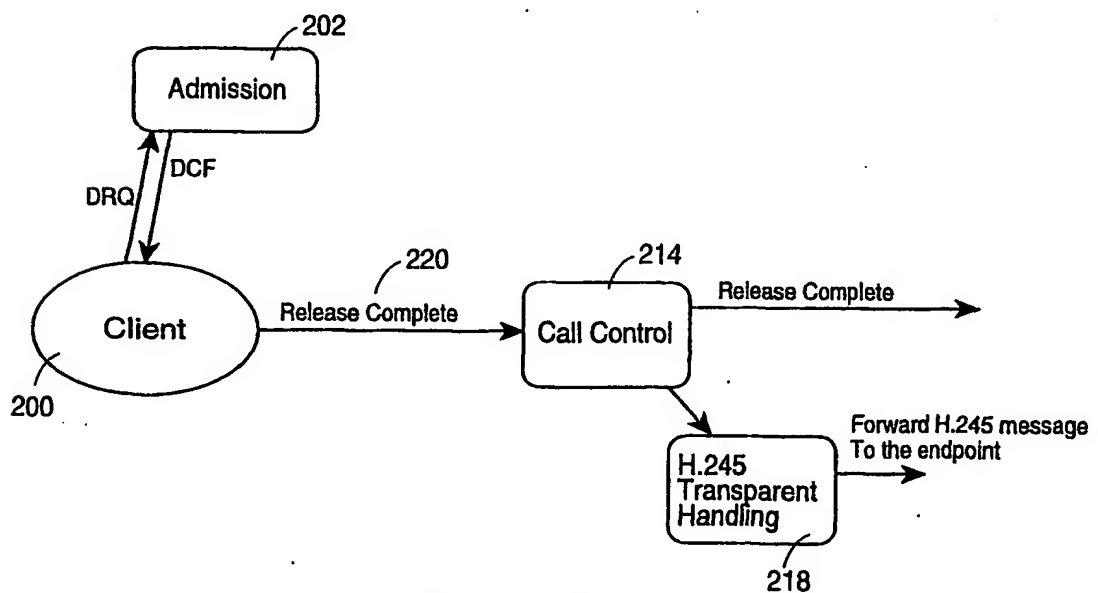 202
Admission
DRQ
DCF
220
214
Release Complete
Release Complete
Client
Call Control
200
Forward H.245 message
To the endpoint
H.245
Transparent
Handling
218